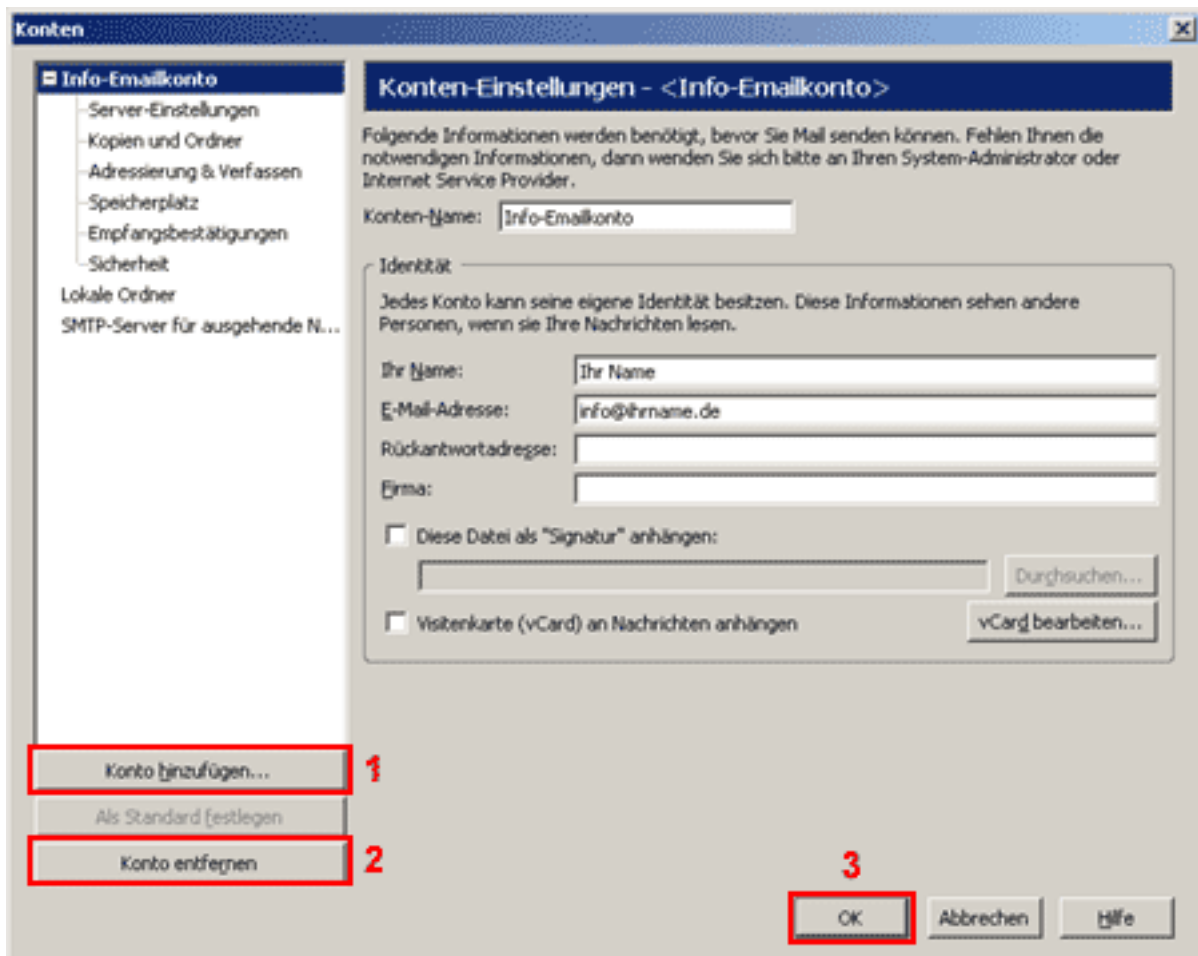 Konten
Info-Emailkonto
Server-Einstellungen
Kopien und Ordner
Adressierung & Verfassen
Speicherplatz
Empfangsbestätigungen
Sicherheit
Lokale Ordner
SMTP-Server für ausgehende N...
Konten-Einstellungen - <Info-Emailkonto>
Folgende Informationen werden benötigt, bevor Sie Mail senden können. Fehlen Ihnen die
notwendigen Informationen, dann wenden Sie sich bitte an Ihren System-Administrator oder
Internet Service Provider.
Konten-Name: Info-Emailkonto
Identität
Jedes Konto kann seine eigene Identität besitzen. Diese Informationen sehen andere
Personen, wenn sie Ihre Nachrichten lesen.
Ihr Name: Ihr Name
E-Mail-Adresse: info@ihrname.de
Rückantwortadresse:
Firma:
Diese Datei als "Signatur" anhängen:
Durchsuchen...
Visitenkarte (vCard) an Nachrichten anhängen
vCard bearbeiten...
Konto hinzufügen... 1
Als Standard festlegen
Konto entfernen 2
3
OK Abbrechen Hilfe